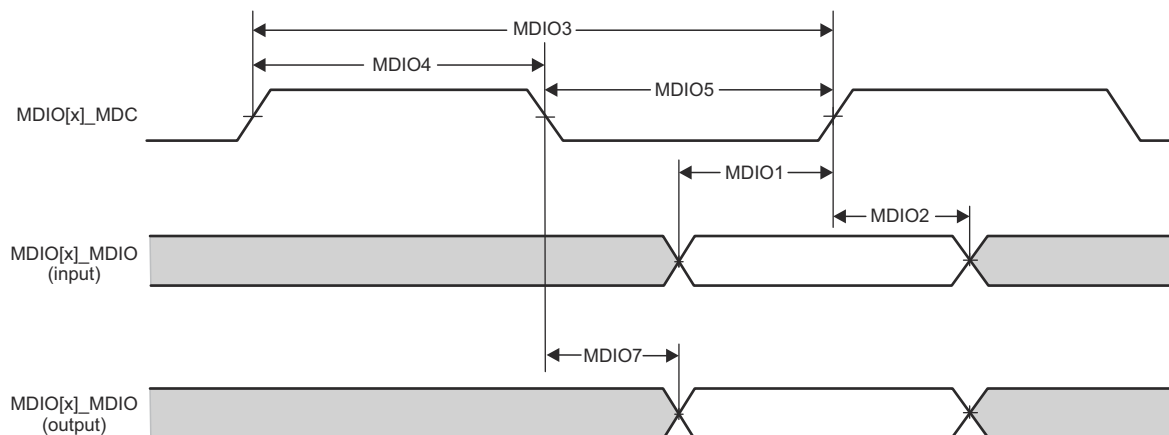 MDIO3
MDIO4
MDIO5
MDIO[x]_MDC
MDIO1
MDIO2
MDIO[x]_MDIO
(input)
MDIO7
MDIO[x]_MDIO
(output)